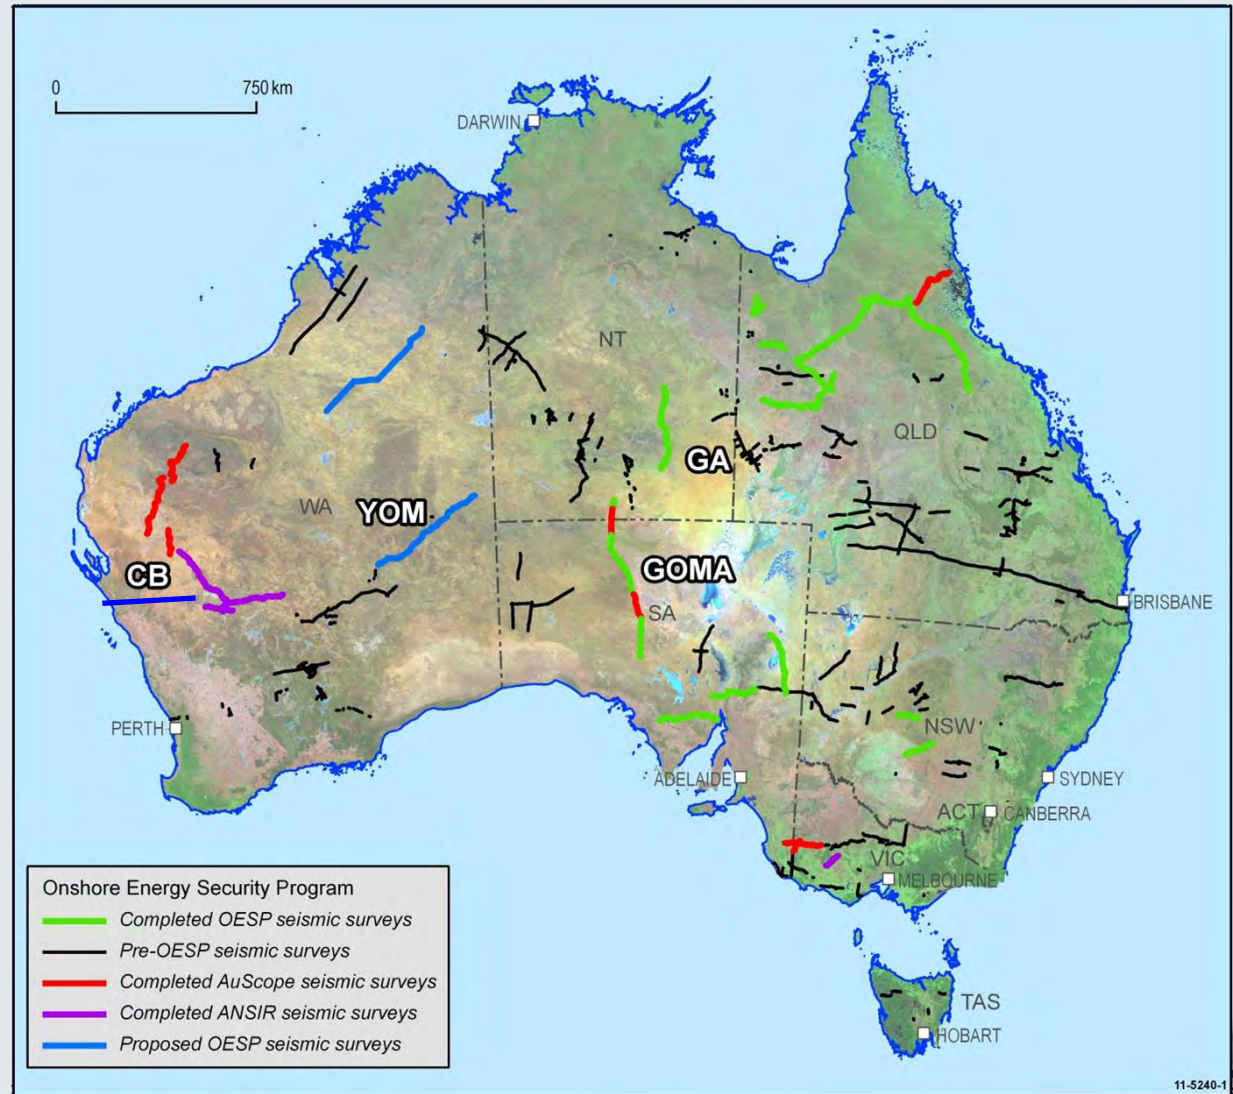 0 750 km
DARWIN
NT
QLD
GA
WA YOM
CB
GOMA
SA
BRISBANE
PERTH
NSW
ADELAIDE
SYDNEY
ACT CANBERRA
VIC
MELBOURNE
TAS
HOBART
Onshore Energy Security Program
Completed OESP seismic surveys
Pre-OESP seismic surveys
Completed AuScope seismic surveys
Completed ANSIR seismic surveys
Proposed OESP seismic surveys
11-5240-1